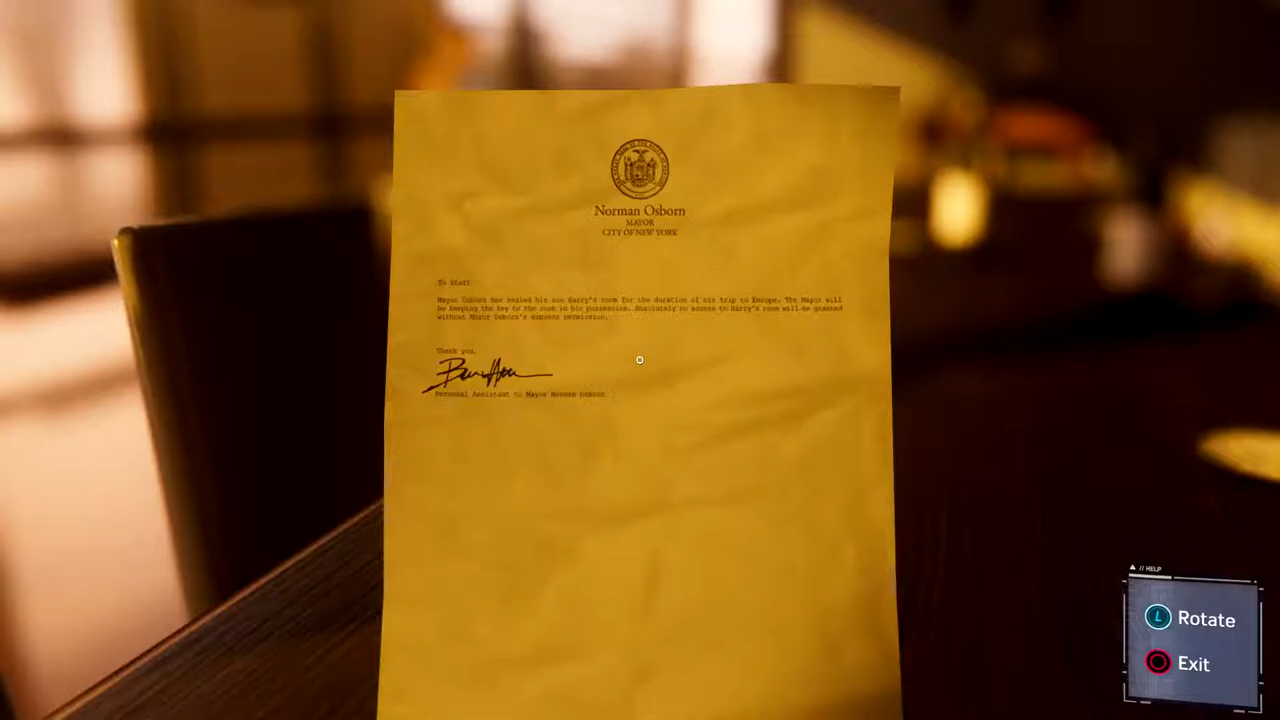 Norman Osborn
MAYOR
CITY OF NEW YORK
To Staff
Mayor Osborn has sealed his son Harry's room for the duration of his trip to Europe. The Mayor will
be keeping the key to the room in his possession. Absolutely no access to Harry's room will be granted
without Mayor Osborn's express permission.
Thank you,
Personal Assistant to Mayor Norman Osborn
// HELP
L Rotate
Exit